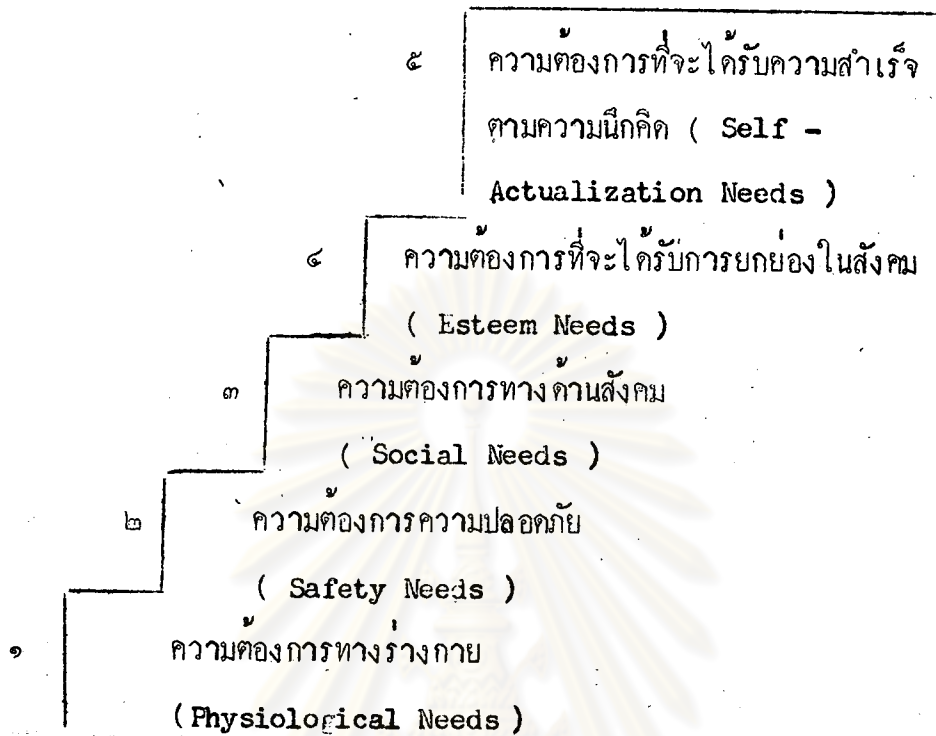 ๕ ความต้องการที่จะได้รับความสำเร็จ
ตามความนึกคิด ( Self -
Actualization Needs )
๔ ความต้องการที่จะได้รับการยกย่องในสังคม
( Esteem Needs )
๓ ความต้องการทางด้านสังคม
( Social Needs )
๒ ความต้องการความปลอดภัย
( Safety Needs )
๑ ความต้องการทางร่างกาย
(Physiological Needs)